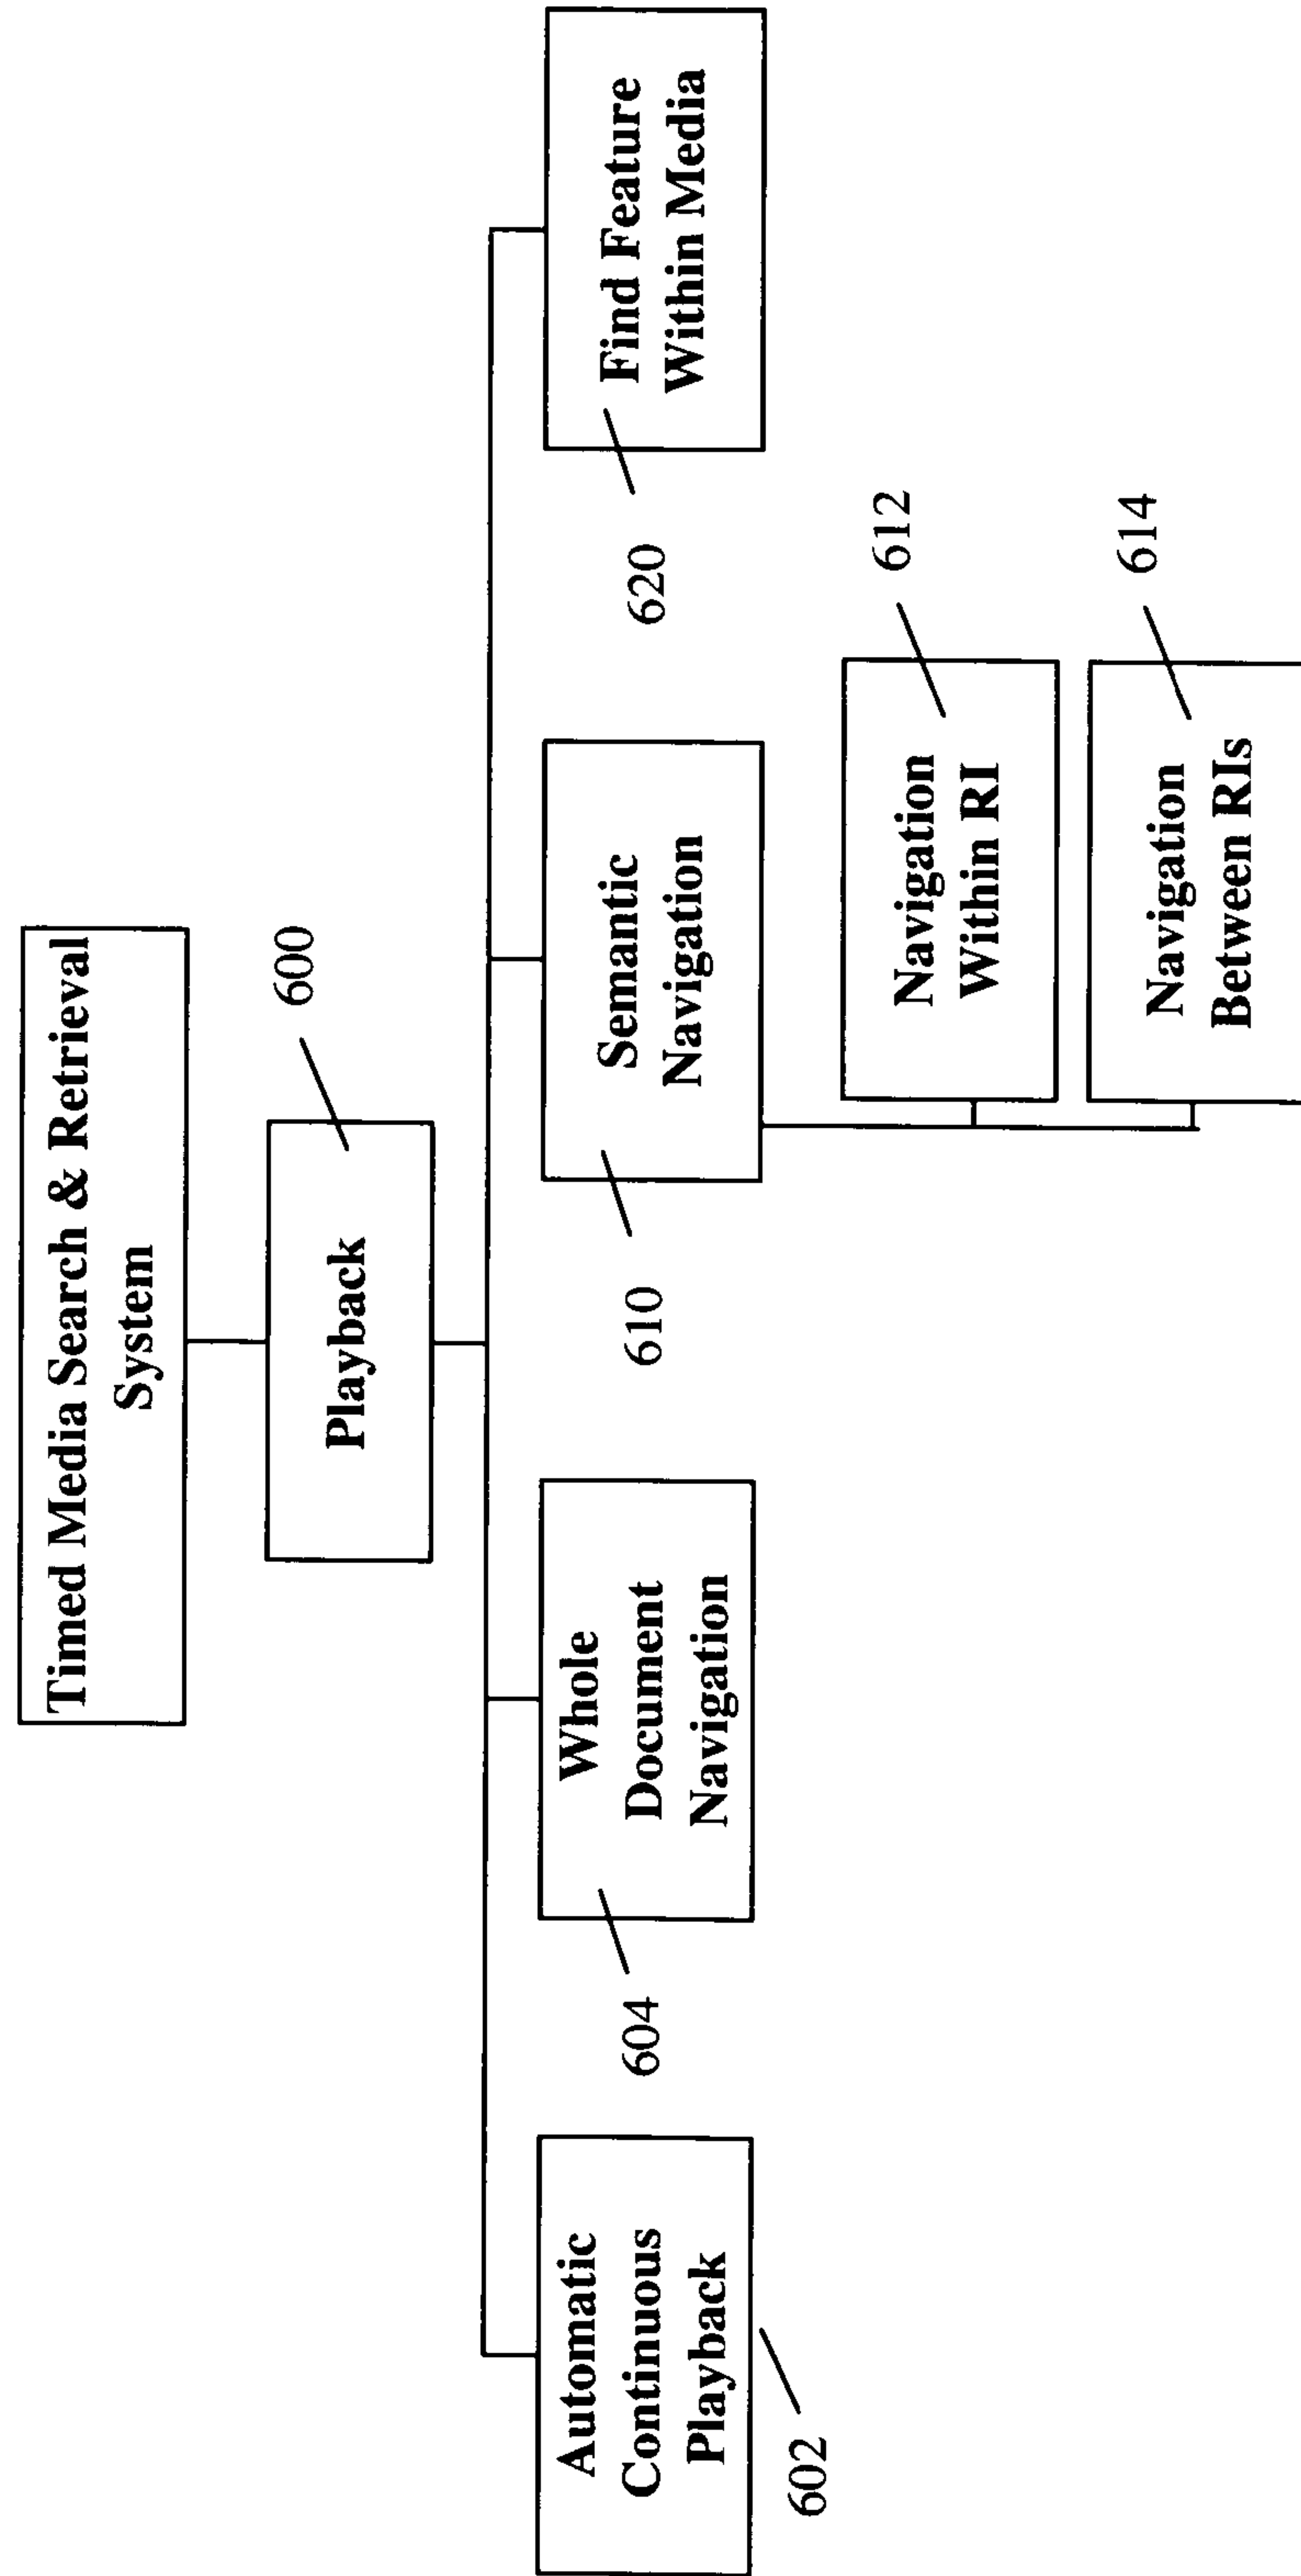 Timed Media Search & Retrieval
System
600
Playback
Automatic
Continuous
Playback
602
604
Whole
Document
Navigation
610
Semantic
Navigation
620
Find Feature
Within Media
612
Navigation
Within RI
614
Navigation
Between RIs